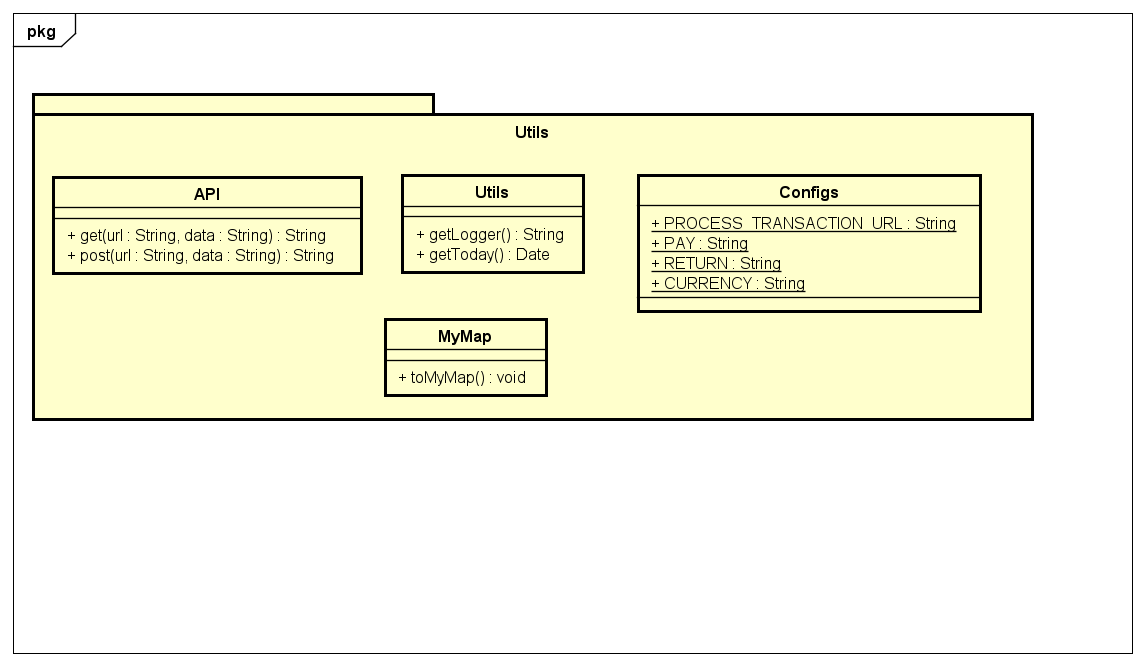 pkg
Utils
API
+ get(url : String, data : String) : String
+ post(url : String, data : String) : String
Utils
+ getLogger() : String
+ getToday() : Date
Configs
+ PROCESS_TRANSACTION_URL : String
+ PAY : String
+ RETURN : String
+ CURRENCY : String
MyMap
+ toMyMap() : void